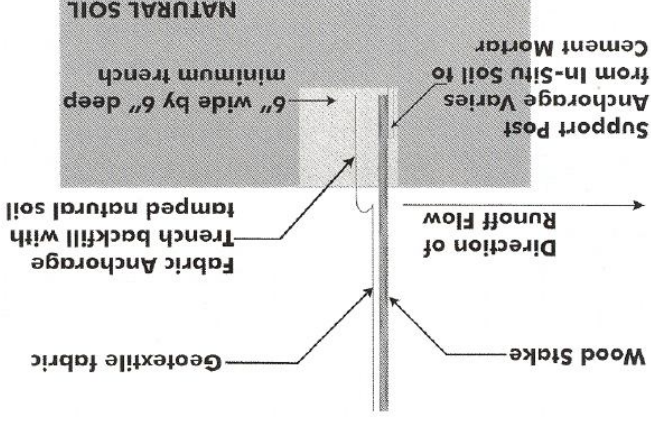 Wood Stake
Geotextile fabric
Direction of
Runoff Flow
Fabric Anchorage
Trench backfill with
tamped natural soil
Support Post
Anchorage Varies
from In-Situ Soil to
Cement Mortar
6" wide by 6" deep
minimum trench
NATURAL SOIL